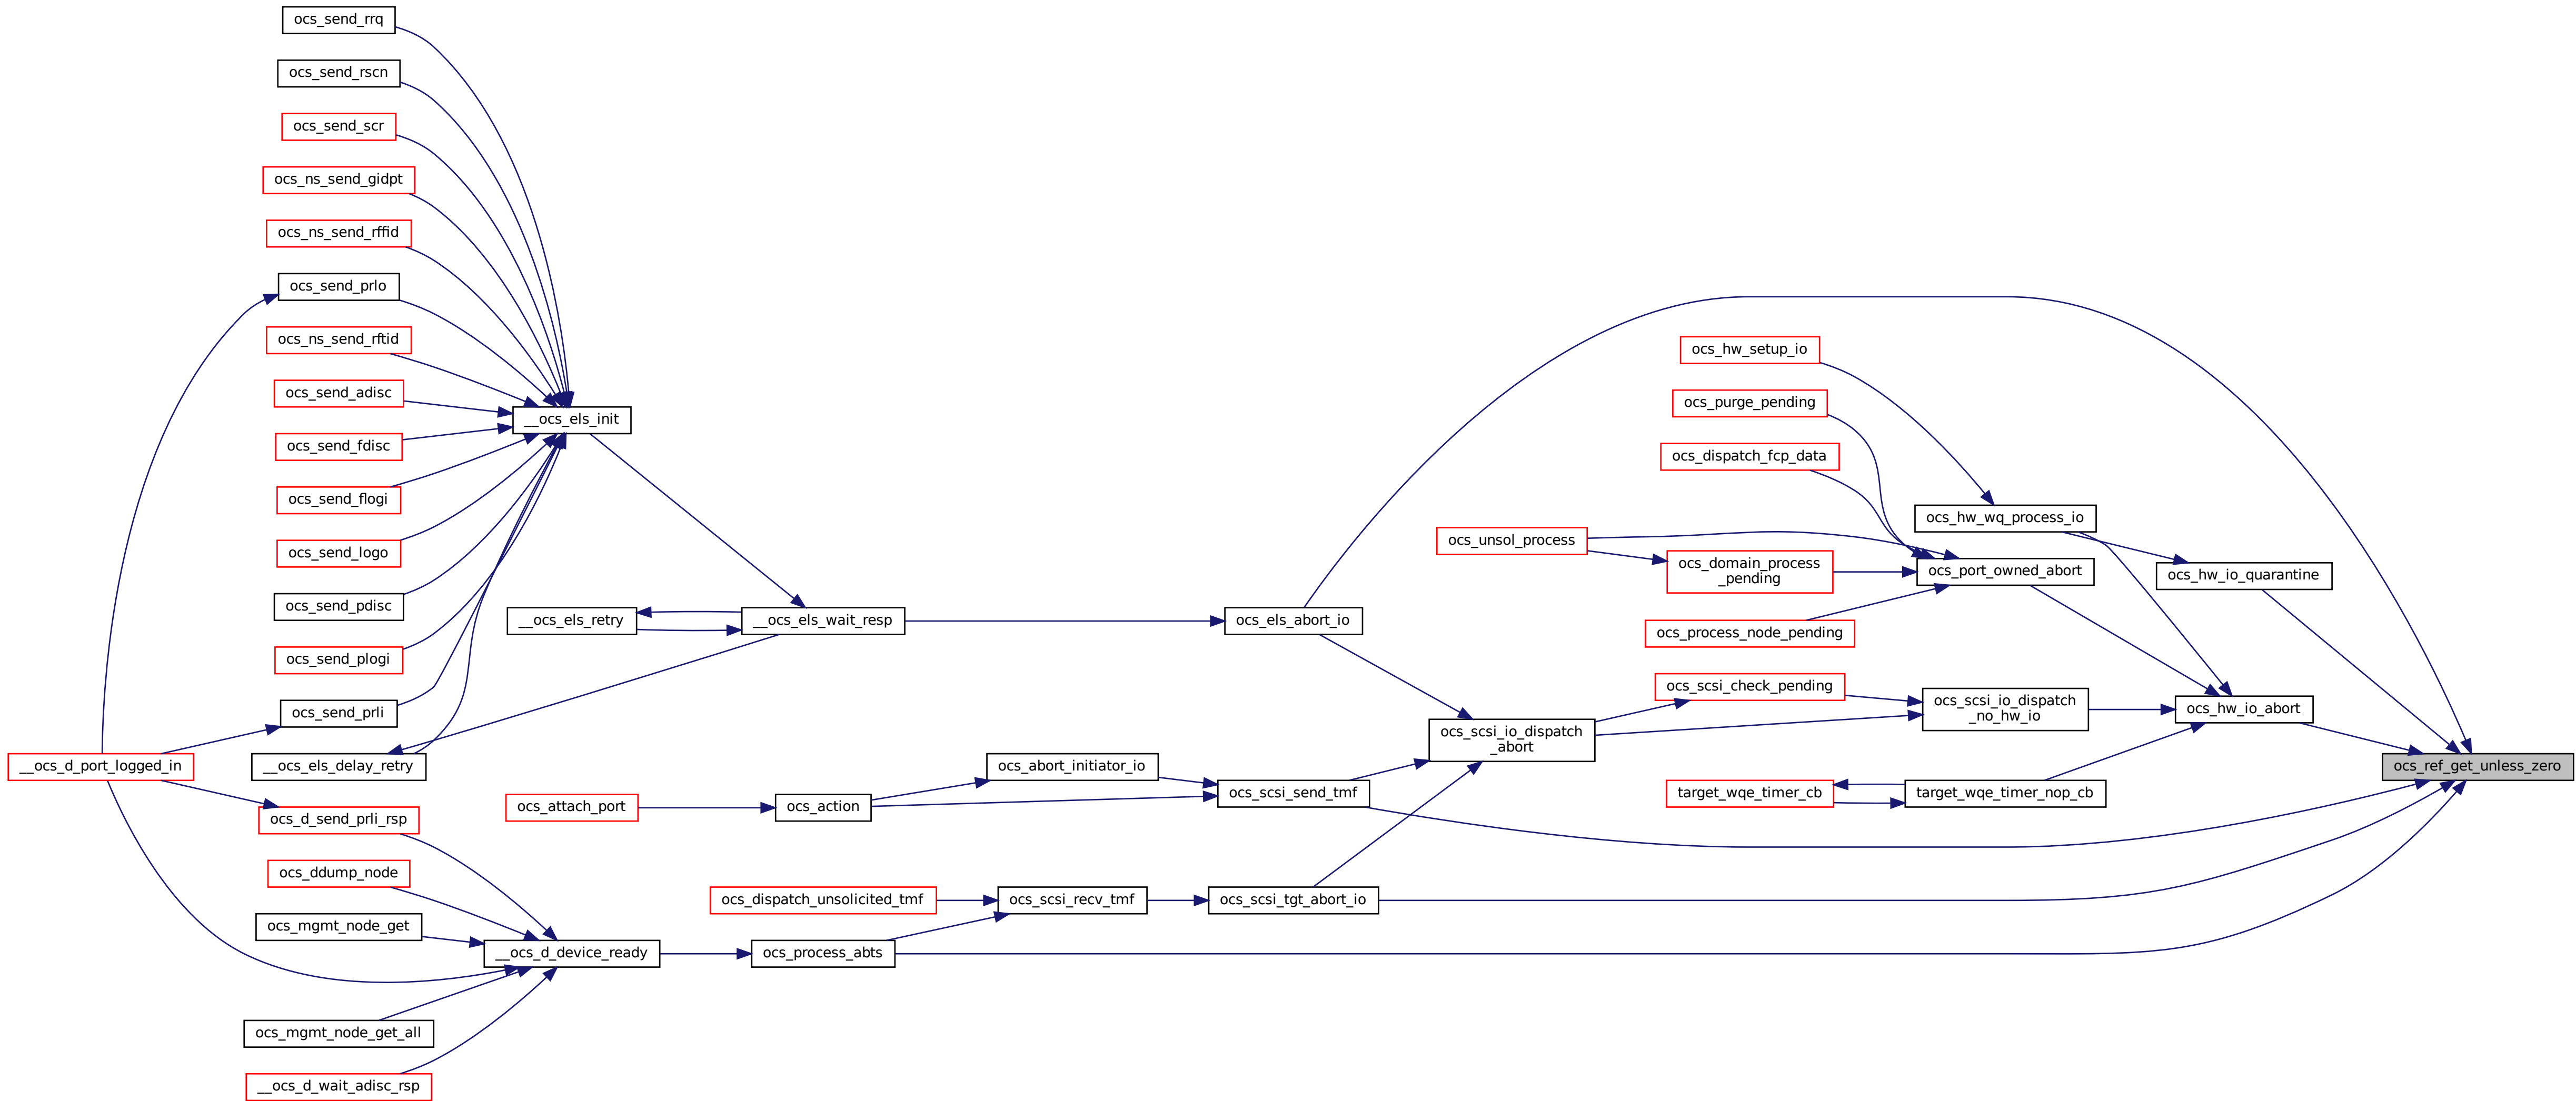 ocs_send_rrq
ocs_send_rscn
ocs_send_scr
ocs_ns_send_gidpt
ocs_ns_send_rffid
ocs_send_prlo
ocs_ns_send_rftid
ocs_send_adisc
ocs_send_fdisc
ocs_send_flogi
ocs_send_logo
ocs_send_pdisc
ocs_send_plogi
ocs_send_prli
__ocs_els_delay_retry
__ocs_d_port_logged_in
ocs_d_send_prli_rsp
ocs_ddump_node
ocs_mgmt_node_get
ocs_mgmt_node_get_all
__ocs_d_wait_adisc_rsp
__ocs_els_init
__ocs_els_retry
ocs_attach_port
__ocs_d_device_ready
__ocs_els_wait_resp
ocs_action
ocs_dispatch_unsolicited_tmf
ocs_process_abts
ocs_abort_initiator_io
ocs_scsi_recv_tmf
ocs_els_abort_io
ocs_scsi_send_tmf
ocs_scsi_tgt_abort_io
ocs_unsol_process
ocs_scsi_io_dispatch
_abort
ocs_hw_setup_io
ocs_purge_pending
ocs_dispatch_fcp_data
ocs_domain_process
_pending
ocs_process_node_pending
ocs_scsi_check_pending
target_wqe_timer_cb
ocs_hw_wq_process_io
ocs_port_owned_abort
ocs_scsi_io_dispatch
_no_hw_io
target_wqe_timer_nop_cb
ocs_hw_io_quarantine
ocs_hw_io_abort
ocs_ref_get_unless_zero